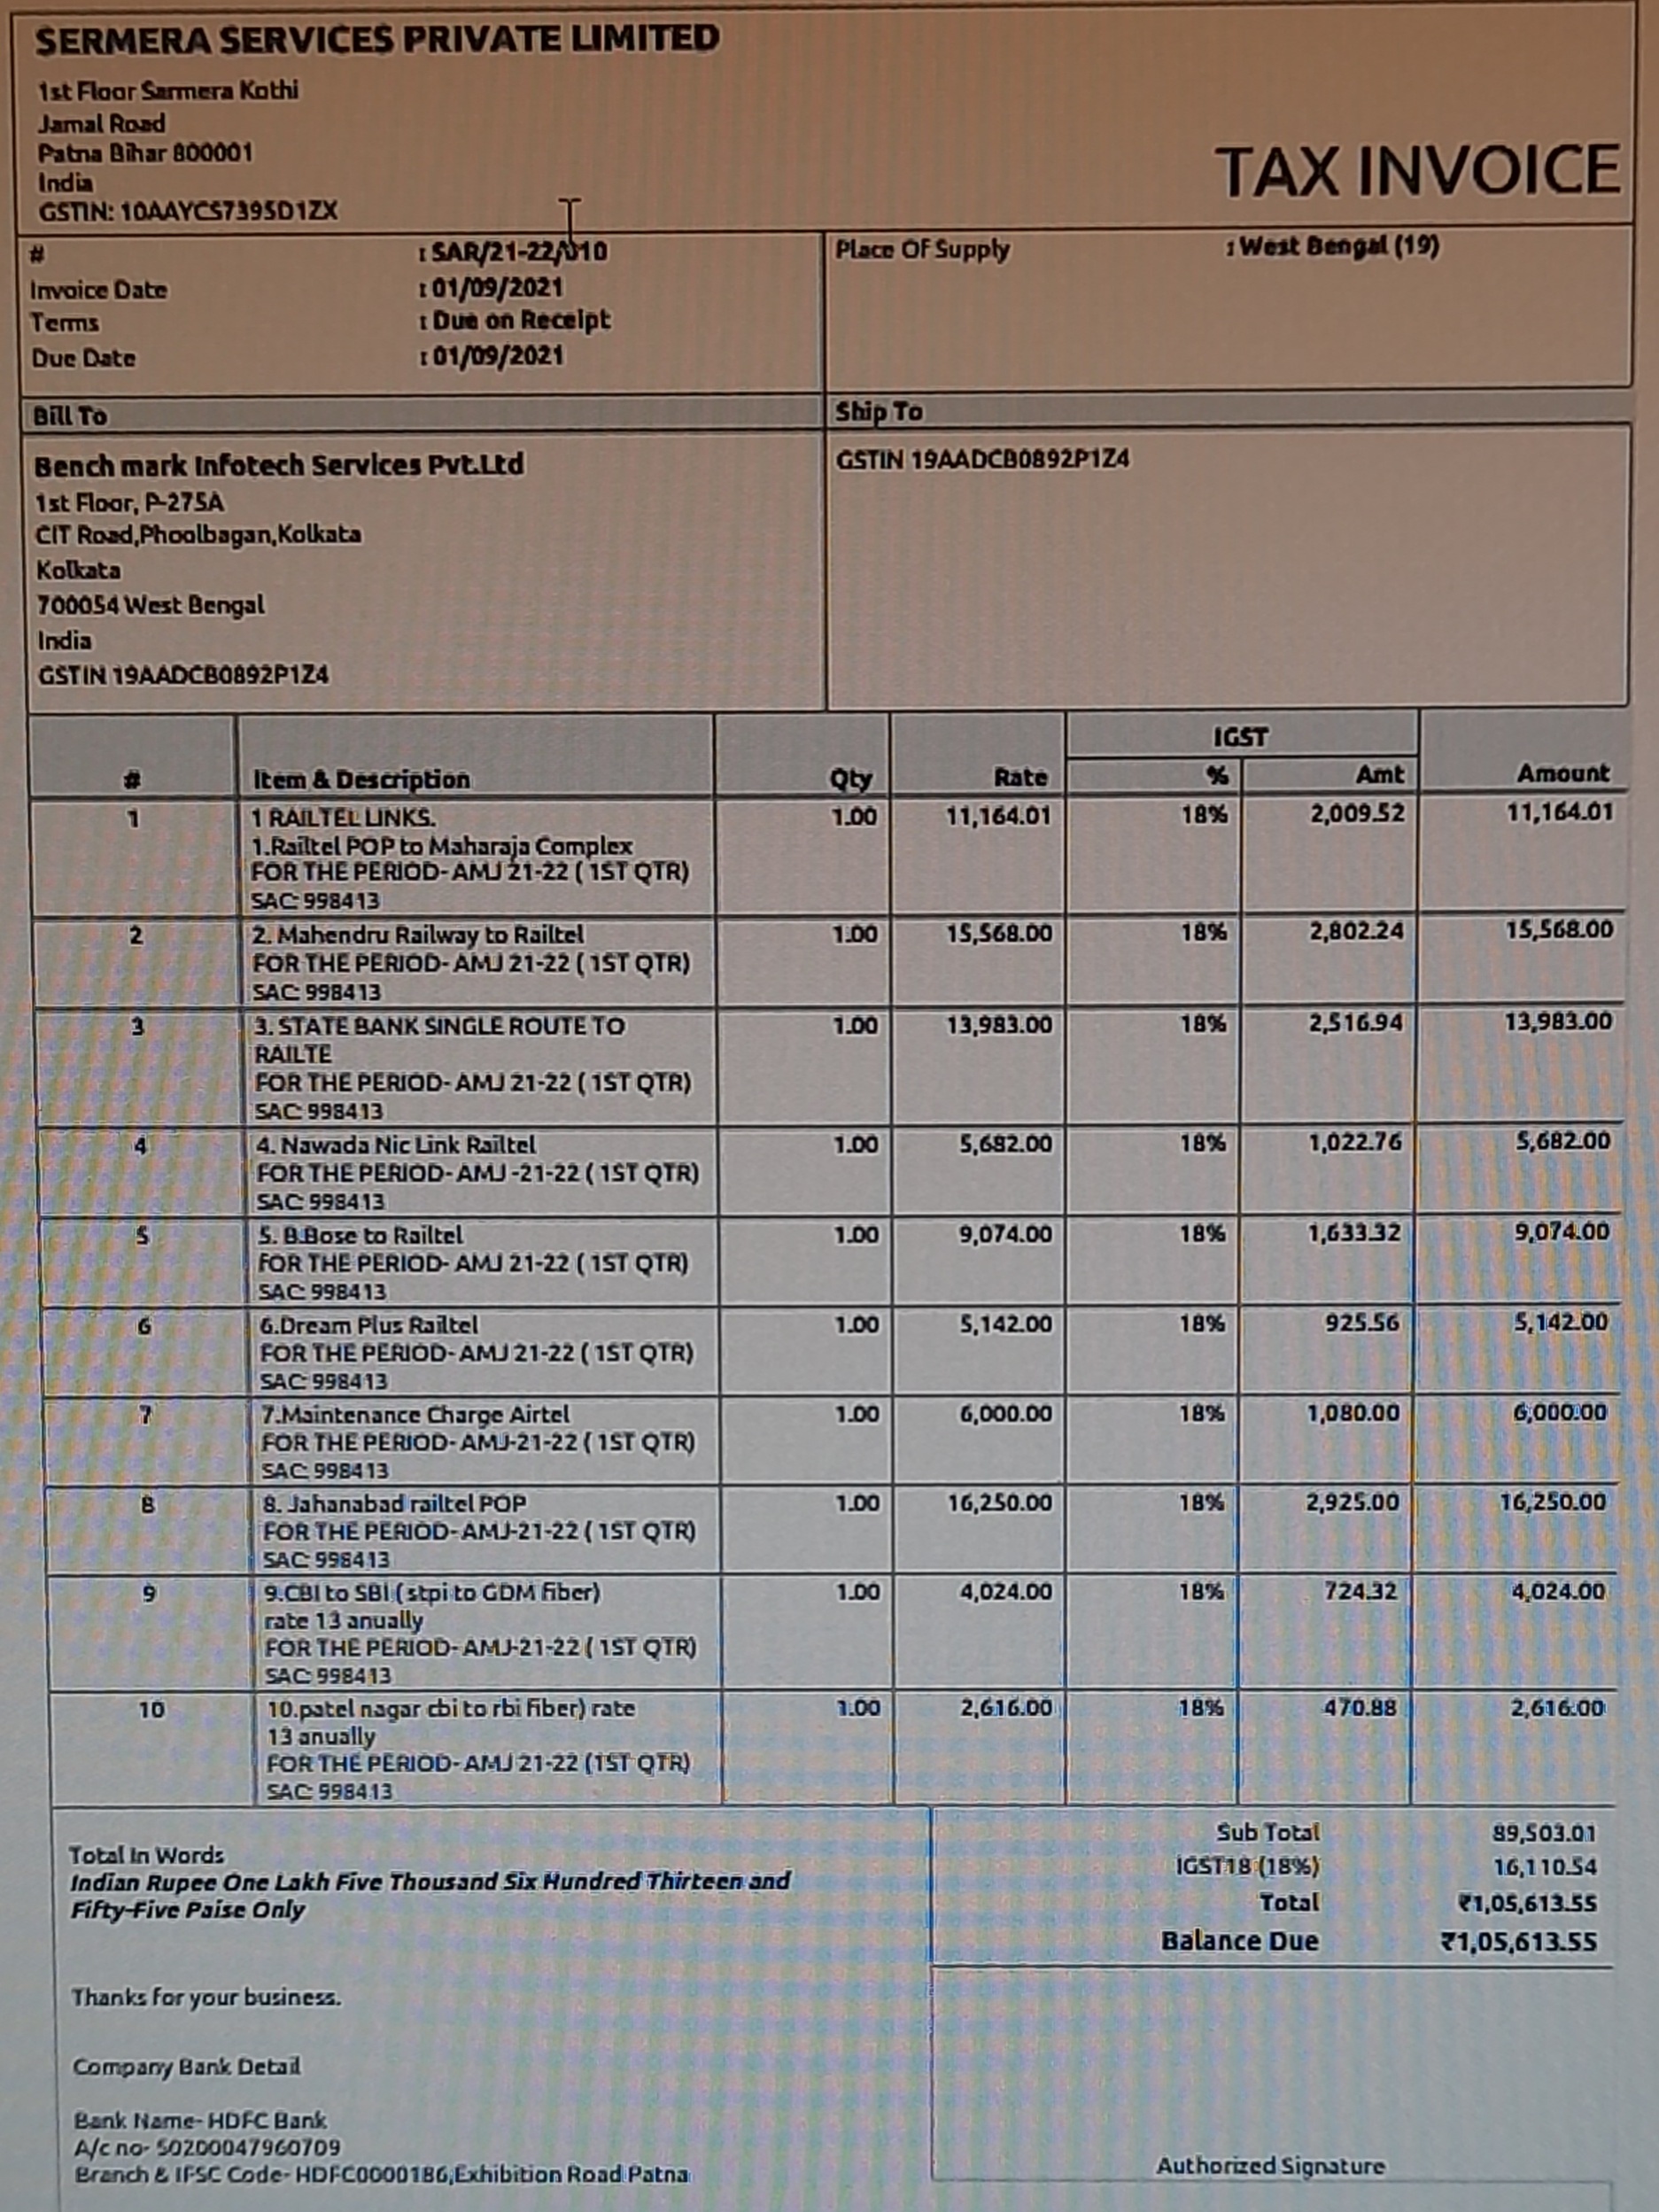 SERMERA SERVICES PRIVATE LIMITED
1st Floor Sarmera Kothi
Jamal Road
Patna Bihar 800001
India
GSTIN: 10AAYCS7395D1ZX
TAX INVOICE
# : SAR/21-22/010
Invoice Date : 01/09/2021
Terms : Due on Receipt
Due Date : 01/09/2021
Place Of Supply : West Bengal (19)
Bill To
Bench mark Infotech Services Pvt.Ltd
1st Floor, P-275A
CIT Road,Phoolbagan,Kolkata
Kolkata
700054 West Bengal
India
GSTIN 19AADCB0892P1Z4
Ship To
GSTIN 19AADCB0892P1Z4
IGST
# Item & Description Qty Rate % Amt Amount
1 1 RAILTEL LINKS. 1.00 11,164.01 18% 2,009.52 11,164.01
1.Railtel POP to Maharaja Complex
FOR THE PERIOD- AMJ 21-22 ( 1ST QTR)
SAC: 998413
2 2. Mahendru Railway to Railtel 1.00 15,568.00 18% 2,802.24 15,568.00
FOR THE PERIOD- AMJ 21-22 ( 1ST QTR)
SAC: 998413
3 3. STATE BANK SINGLE ROUTE TO 1.00 13,983.00 18% 2,516.94 13,983.00
RAILTE
FOR THE PERIOD- AMJ 21-22 ( 1ST QTR)
SAC: 998413
4 4. Nawada Nic Link Railtel 1.00 5,682.00 18% 1,022.76 5,682.00
FOR THE PERIOD- AMJ -21-22 ( 1ST QTR)
SAC: 998413
5 5. B.Bose to Railtel 1.00 9,074.00 18% 1,633.32 9,074.00
FOR THE PERIOD- AMJ 21-22 ( 1ST QTR)
SAC: 998413
6 6.Dream Plus Railtel 1.00 5,142.00 18% 925.56 5,142.00
FOR THE PERIOD- AMJ 21-22 ( 1ST QTR)
SAC: 998413
7 7.Maintenance Charge Airtel 1.00 6,000.00 18% 1,080.00 6,000.00
FOR THE PERIOD- AMJ-21-22 ( 1ST QTR)
SAC: 998413
8 8. Jahanabad railtel POP 1.00 16,250.00 18% 2,925.00 16,250.00
FOR THE PERIOD- AMJ-21-22 ( 1ST QTR)
SAC: 998413
9 9.CBI to SBI ( stpi to GDM fiber) 1.00 4,024.00 18% 724.32 4,024.00
rate 13 anually
FOR THE PERIOD- AMJ-21-22 ( 1ST QTR)
SAC: 998413
10 10.patel nagar cbi to rbi fiber) rate 1.00 2,616.00 18% 470.88 2,616.00
13 anually
FOR THE PERIOD- AMJ 21-22 (1ST QTR)
SAC: 998413
Sub Total 89,503.01
IGST18 (18%) 16,110.54
Total ₹1,05,613.55
Balance Due ₹1,05,613.55
Total In Words
Indian Rupee One Lakh Five Thousand Six Hundred Thirteen and
Fifty-Five Paise Only
Thanks for your business.
Company Bank Detail
Bank Name- HDFC Bank
A/c no- 50200047960709
Branch & IFSC Code- HDFC0000186,Exhibition Road Patna
Authorized Signature